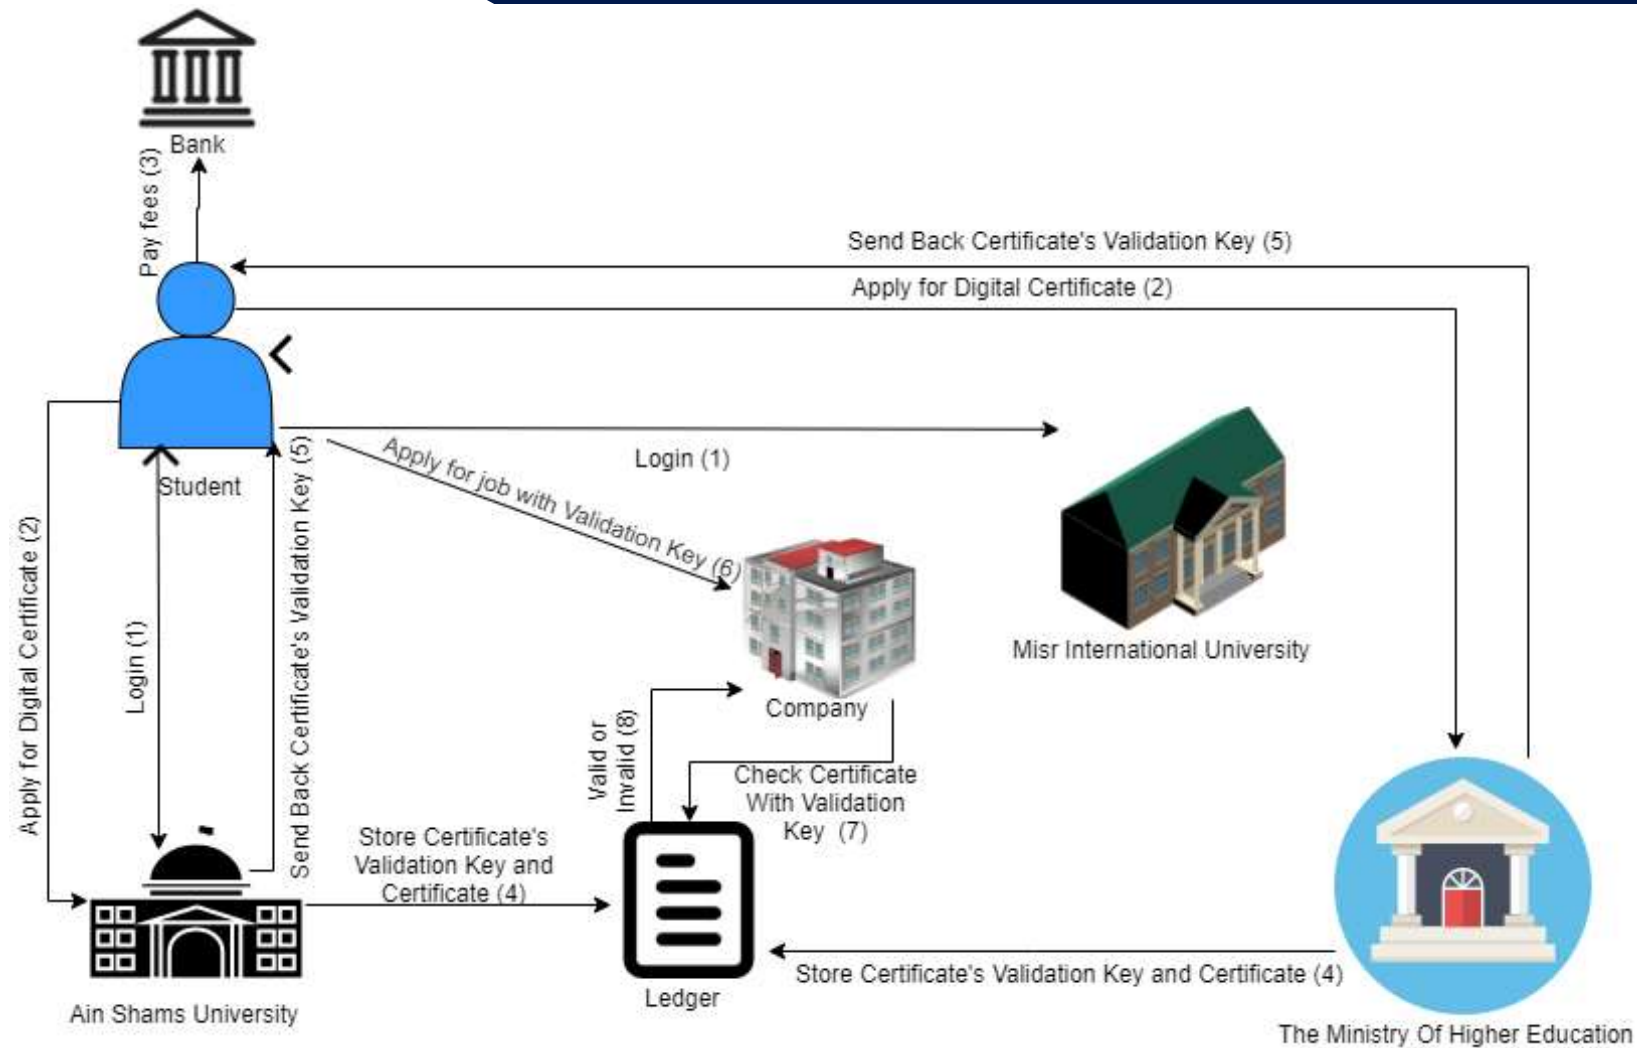 Bank
Pay fees (3)
Send Back Certificate's Validation Key (5)
Apply for Digital Certificate (2)
Student
Login (1)
Apply for job with Validation Key (6)
Apply for Digital Certificate (2)
Login (1)
Send Back Certificate's Validation Key (5)
Misr International University
Company
Valid or
Invalid (8)
Check Certificate
With Validation
Key (7)
Store Certificate's
Validation Key and
Certificate (4)
Store Certificate's Validation Key and Certificate (4)
Ledger
Ain Shams University
The Ministry Of Higher Education